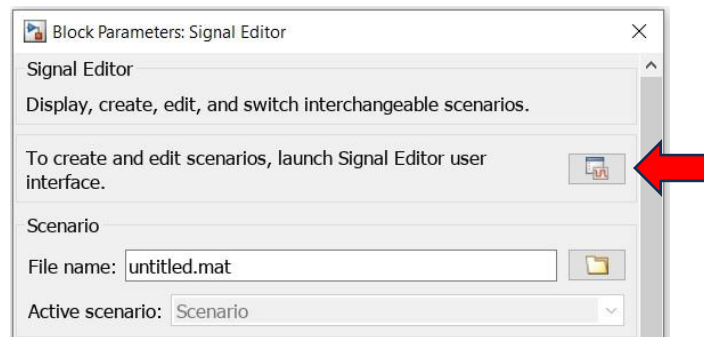 Block Parameters: Signal Editor
Signal Editor
Display, create, edit, and switch interchangeable scenarios.
To create and edit scenarios, launch Signal Editor user
interface.
Scenario
File name: untitled.mat
Active scenario: Scenario